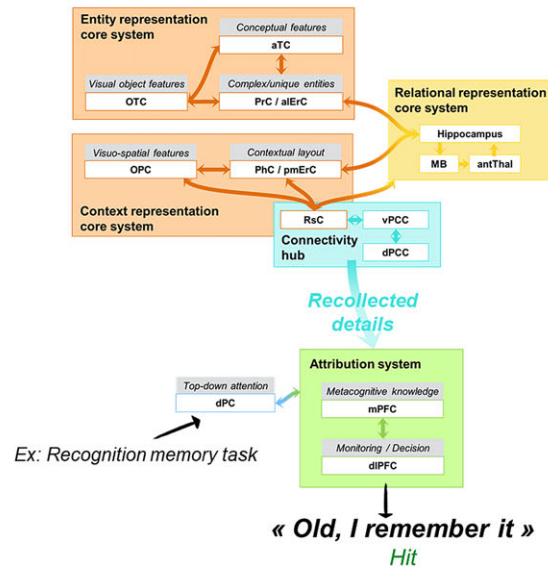 Entity representation
core system
Conceptual features
aTC
Visual object features
OTC
Complex/unique entities
PrC / alErC
Relational representation
core system
Hippocampus
MB
antThal
Visuo-spatial features
OPC
Contextual layout
PhC / pmErC
Context representation
core system
RsC
vPCC
Connectivity
hub
dPCC
Recollected
details
Attribution system
Top-down attention
dPC
Metacognitive knowledge
mPFC
Monitoring / Decision
dlPFC
Ex: Recognition memory task
« Old, I remember it »
Hit